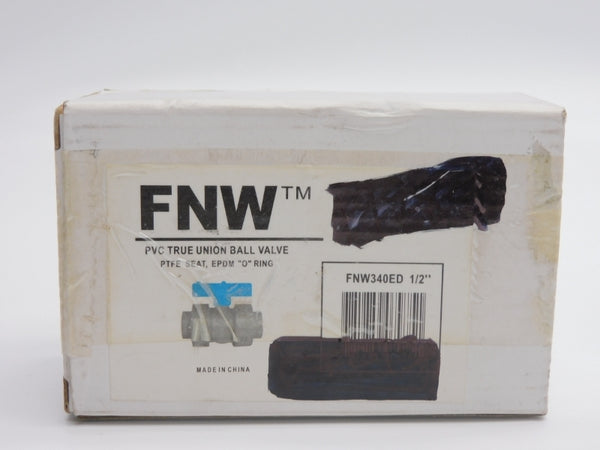 FNW™
PVC TRUE UNION BALL VALVE
PTFE SEAT, EPDM "O" RING
FNW340ED 1/2"
MADE IN CHINA